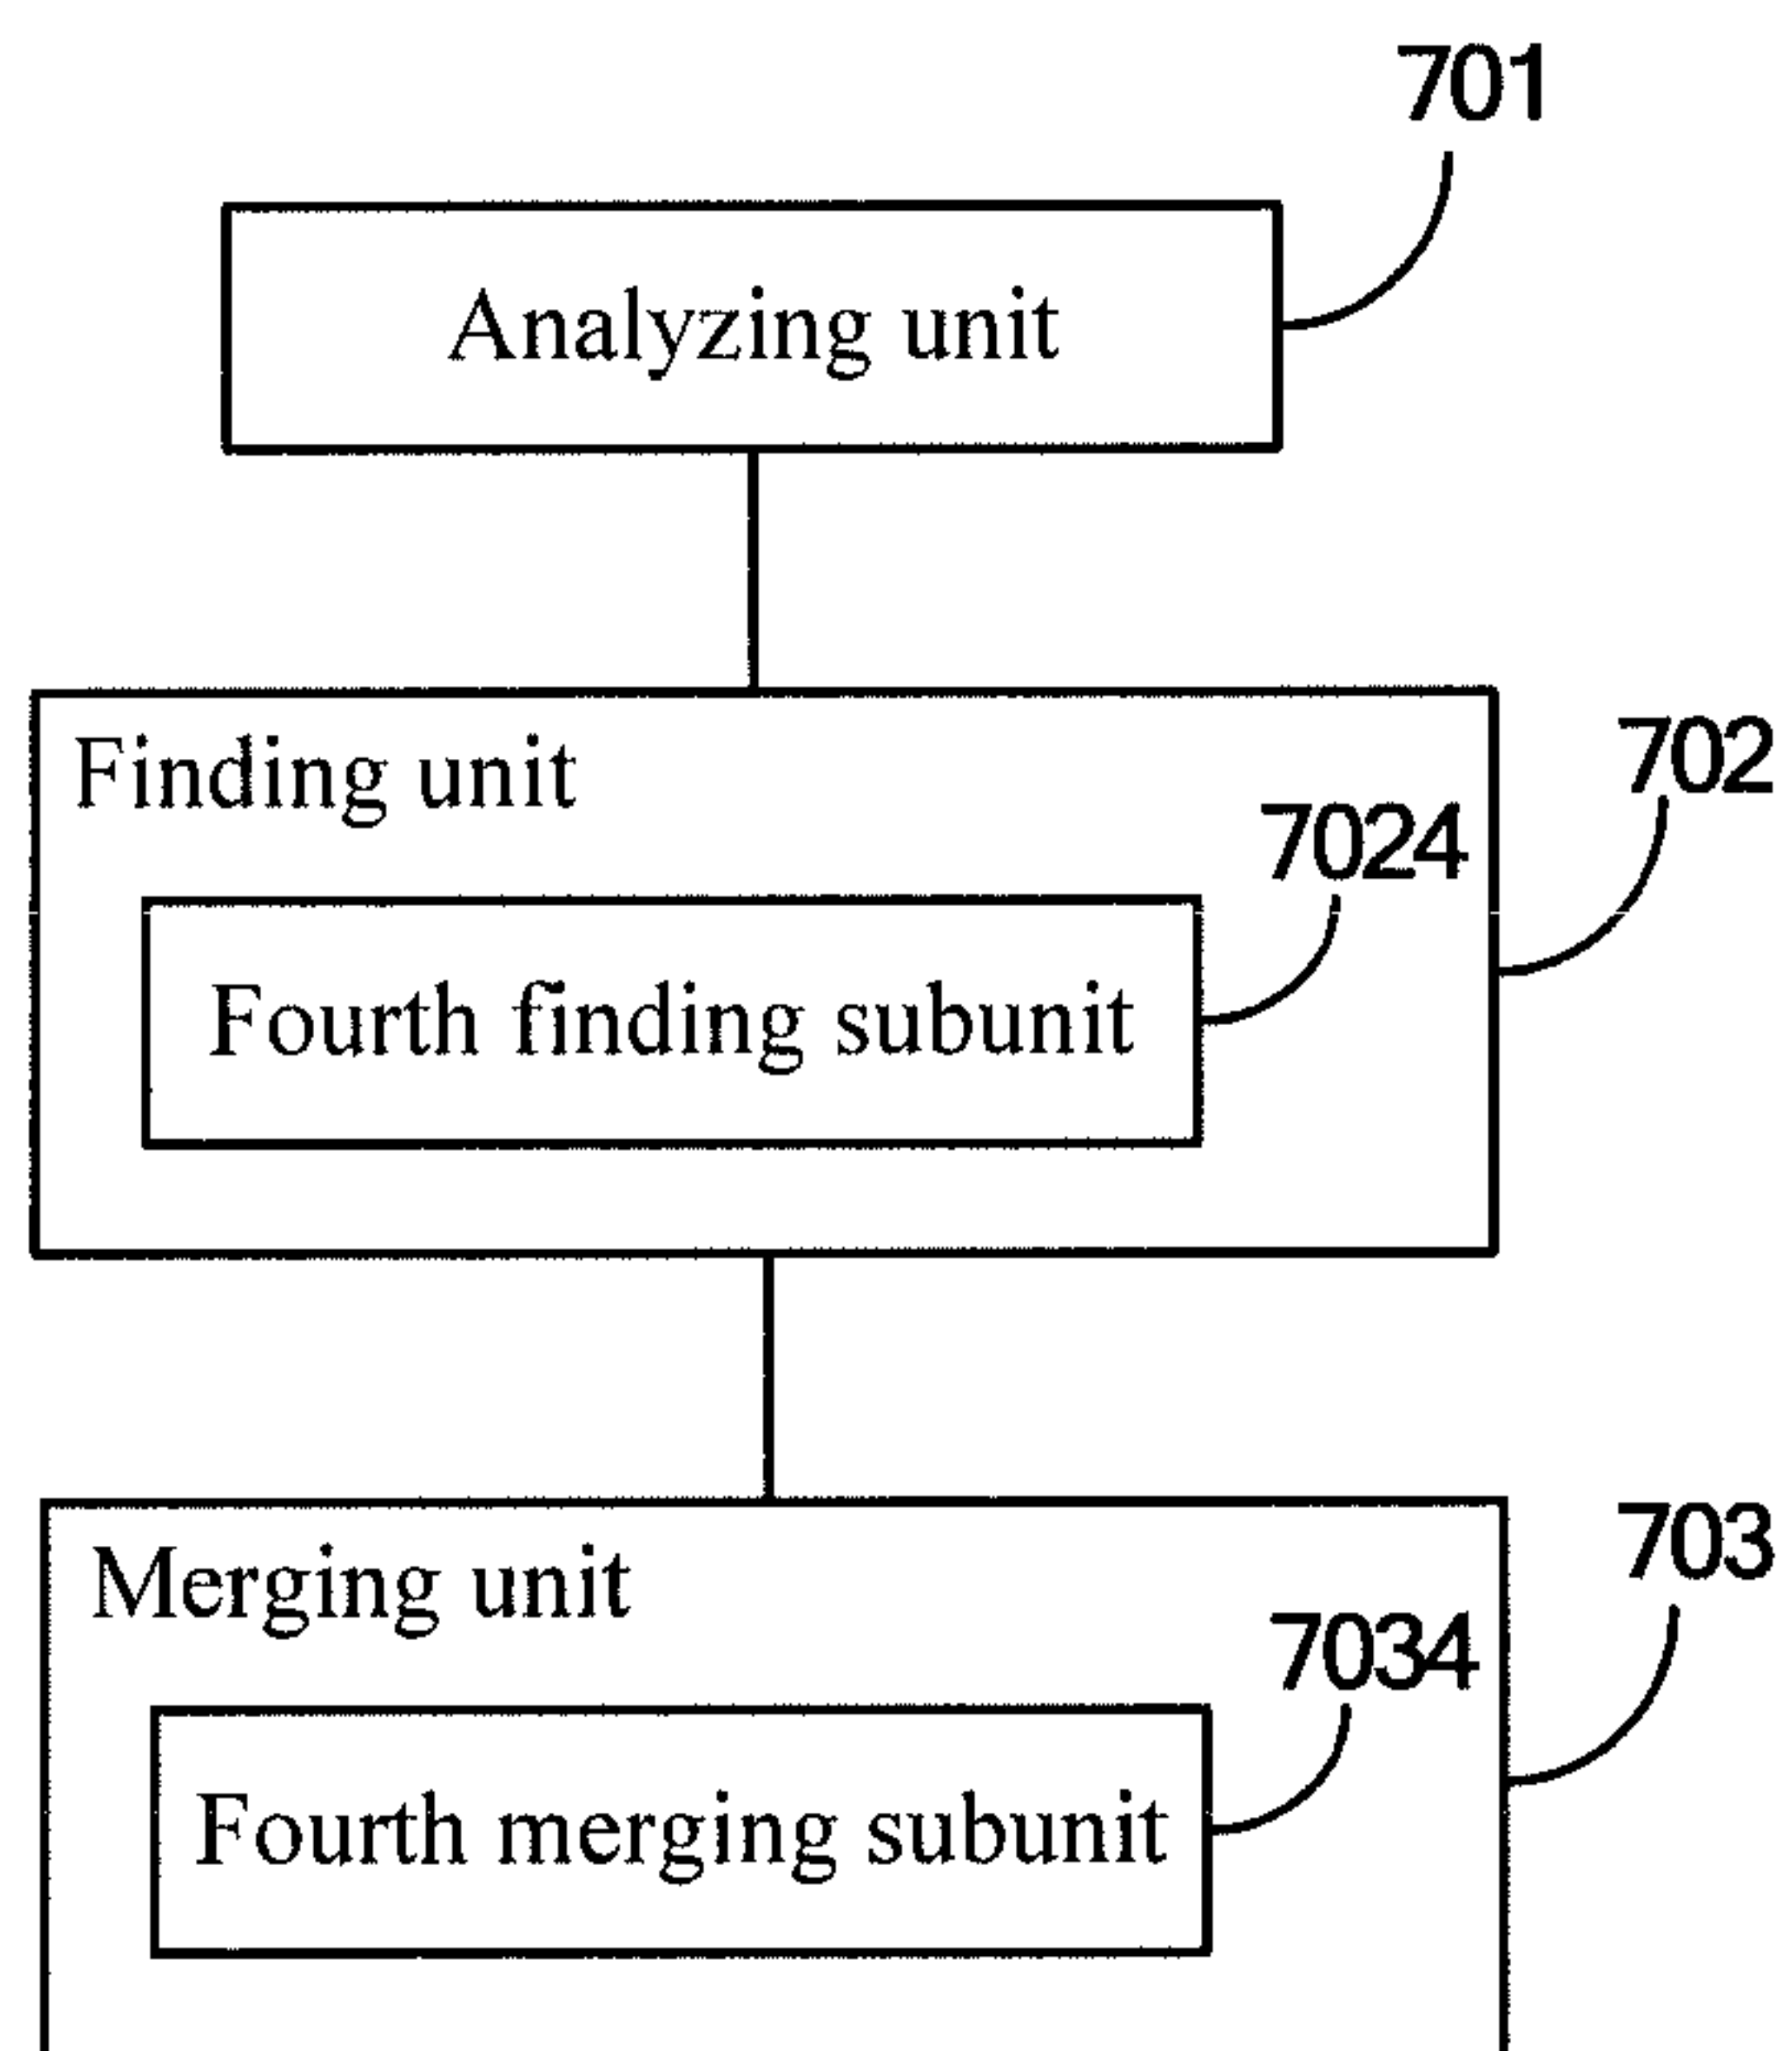 701
Analyzing unit
Finding unit
702
7024
Fourth finding subunit
Merging unit
703
7034
Fourth merging subunit